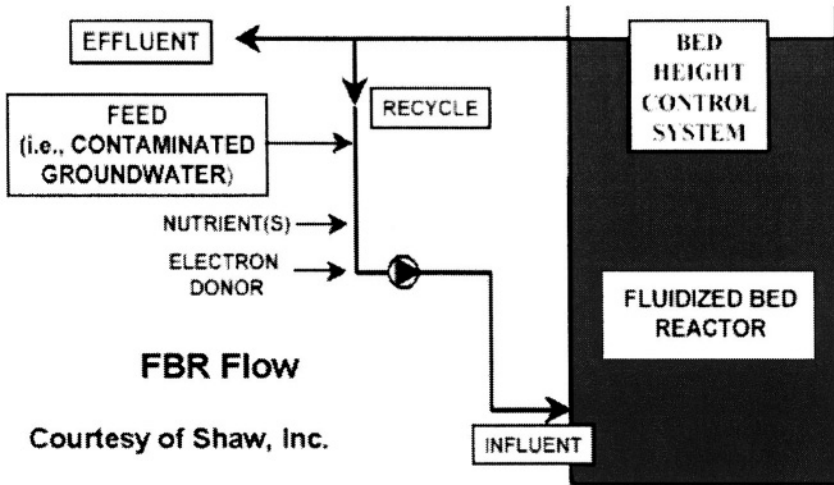 EFFLUENT
BED
HEIGHT
CONTROL
SYSTEM
FEED
(i.e., CONTAMINATED
GROUNDWATER)
RECYCLE
NUTRIENT(S)
ELECTRON
DONOR
FLUIDIZED BED
REACTOR
FBR Flow
Courtesy of Shaw, Inc.
INFLUENT